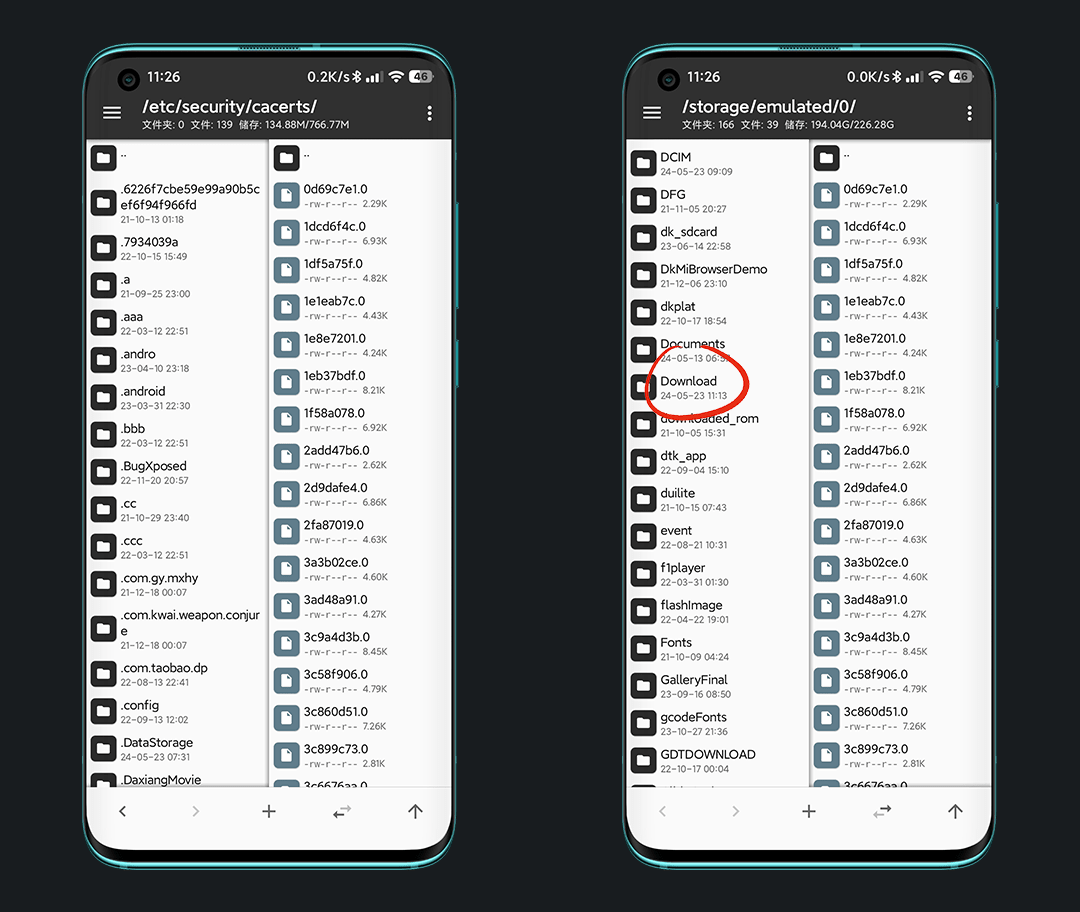 11:26
0.2K/s
46
/etc/security/cacerts/
文件夹: 0 文件: 139 储存: 134.88M/766.77M
..
.6226f7cbe59e99a90b5c
ef6f94f966fd
21-10-13 01:18
.7934039a
22-10-15 15:49
.a
21-09-25 23:00
.aaa
22-03-12 22:51
.andro
23-04-10 23:18
.android
23-03-31 22:30
.bbb
22-03-12 22:51
.BugXposed
22-11-20 20:57
.cc
21-10-29 23:40
.ccc
22-03-12 22:51
.com.gy.mxhy
21-12-18 00:07
.com.kwai.weapon.conjur
e
21-12-18 00:07
.com.taobao.dp
22-08-13 22:41
.config
22-09-13 12:02
.DataStorage
24-05-23 07:31
.DaxiangMovie
..
0d69c7e1.0
-rw-r--r-- 2.29K
1dcd6f4c.0
-rw-r--r-- 6.93K
1df5a75f.0
-rw-r--r-- 4.82K
1e1eab7c.0
-rw-r--r-- 4.43K
1e8e7201.0
-rw-r--r-- 4.24K
1eb37bdf.0
-rw-r--r-- 8.21K
1f58a078.0
-rw-r--r-- 6.92K
2add47b6.0
-rw-r--r-- 2.62K
2d9dafe4.0
-rw-r--r-- 6.86K
2fa87019.0
-rw-r--r-- 4.63K
3a3b02ce.0
-rw-r--r-- 4.60K
3ad48a91.0
-rw-r--r-- 4.27K
3c9a4d3b.0
-rw-r--r-- 8.45K
3c58f906.0
-rw-r--r-- 4.79K
3c860d51.0
-rw-r--r-- 7.26K
3c899c73.0
-rw-r--r-- 2.81K
3c6676aa.0
11:26
0.0K/s
46
/storage/emulated/0/
文件夹: 166 文件: 39 储存: 194.04G/226.28G
DCIM
24-05-23 09:09
DFG
21-11-05 20:27
dk_sdcard
23-06-14 22:58
DkMiBrowserDemo
21-12-06 23:10
dkplat
22-10-17 18:54
Documents
24-05-13
Download
24-05-23 11:13
downloaded_rom
21-10-05 15:31
dtk_app
22-09-04 15:10
duilite
21-10-15 07:43
event
22-08-21 10:31
f1player
22-03-31 01:30
flashImage
22-04-22 19:01
Fonts
21-10-09 04:24
GalleryFinal
23-09-16 08:50
gcodeFonts
23-10-27 21:36
GDTDOWNLOAD
22-10-17 00:04
..
0d69c7e1.0
-rw-r--r-- 2.29K
1dcd6f4c.0
-rw-r--r-- 6.93K
1df5a75f.0
-rw-r--r-- 4.82K
1e1eab7c.0
-rw-r--r-- 4.43K
1e8e7201.0
-rw-r--r-- 4.24K
1eb37bdf.0
-rw-r--r-- 8.21K
1f58a078.0
-rw-r--r-- 6.92K
2add47b6.0
-rw-r--r-- 2.62K
2d9dafe4.0
-rw-r--r-- 6.86K
2fa87019.0
-rw-r--r-- 4.63K
3a3b02ce.0
-rw-r--r-- 4.60K
3ad48a91.0
-rw-r--r-- 4.27K
3c9a4d3b.0
-rw-r--r-- 8.45K
3c58f906.0
-rw-r--r-- 4.79K
3c860d51.0
-rw-r--r-- 7.26K
3c899c73.0
-rw-r--r-- 2.81K
3c6676aa.0